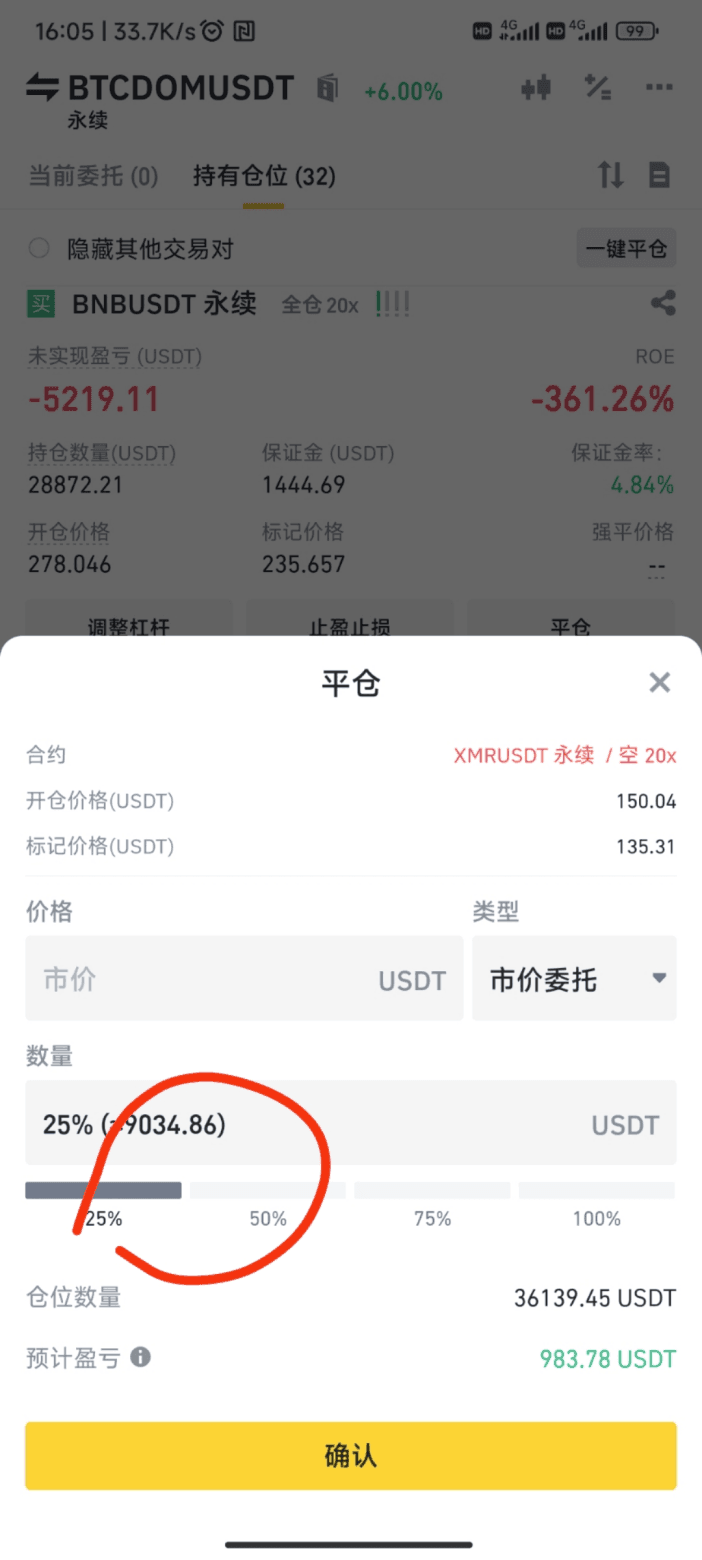 16:05 | 33.7K/s HD 4G HD 4G 99
BTCDOMUSDT +6.00%
永续
当前委托 (0) 持有仓位 (32)
隐藏其他交易对 一键平仓
买 BNBUSDT 永续 全仓 20x
未实现盈亏 (USDT) ROE
-5219.11 -361.26%
持仓数量(USDT) 保证金 (USDT) 保证金率:
28872.21 1444.69 4.84%
开仓价格 标记价格 强平价格
278.046 235.657 --
调整杠杆 止盈止损 平仓
平仓
合约 XMRUSDT 永续 / 空 20x
开仓价格(USDT) 150.04
标记价格(USDT) 135.31
价格 类型
市价 USDT 市价委托
数量
25% (≈9034.86) USDT
25% 50% 75% 100%
仓位数量 36139.45 USDT
预计盈亏 983.78 USDT
确认